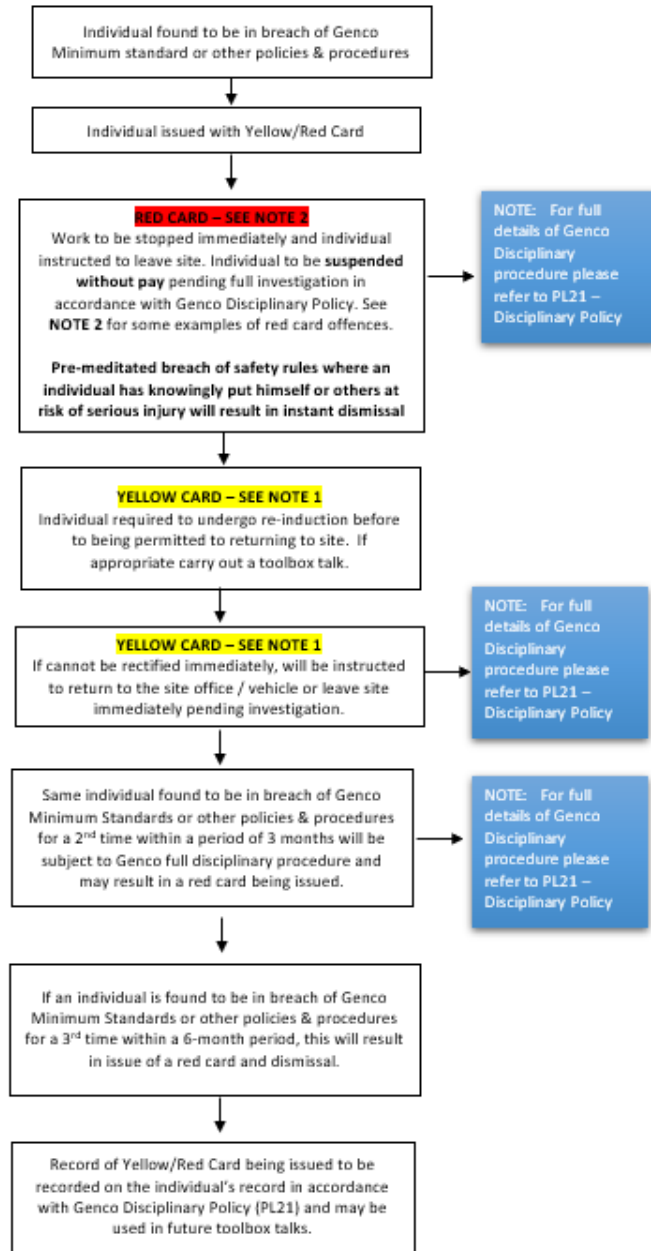 Individual found to be in breach of Genco
Minimum standard or other policies & procedures
Individual issued with Yellow/Red Card
RED CARD – SEE NOTE 2
Work to be stopped immediately and individual
instructed to leave site. Individual to be suspended
without pay pending full investigation in
accordance with Genco Disciplinary Policy. See
NOTE 2 for some examples of red card offences.
Pre-meditated breach of safety rules where an
individual has knowingly put himself or others at
risk of serious injury will result in instant dismissal
NOTE: For full
details of Genco
Disciplinary
procedure please
refer to PL21 –
Disciplinary Policy
YELLOW CARD – SEE NOTE 1
Individual required to undergo re-induction before
to being permitted to returning to site. If
appropriate carry out a toolbox talk.
YELLOW CARD – SEE NOTE 1
If cannot be rectified immediately, will be instructed
to return to the site office / vehicle or leave site
immediately pending investigation.
NOTE: For full
details of Genco
Disciplinary
procedure please
refer to PL21 –
Disciplinary Policy
Same individual found to be in breach of Genco
Minimum Standards or other policies & procedures
for a 2nd time within a period of 3 months will be
subject to Genco full disciplinary procedure and
may result in a red card being issued.
NOTE: For full
details of Genco
Disciplinary
procedure please
refer to PL21 –
Disciplinary Policy
If an individual is found to be in breach of Genco
Minimum Standards or other policies & procedures
for a 3rd time within a 6-month period, this will result
in issue of a red card and dismissal.
Record of Yellow/Red Card being issued to be
recorded on the individual's record in accordance
with Genco Disciplinary Policy (PL21) and may be
used in future toolbox talks.